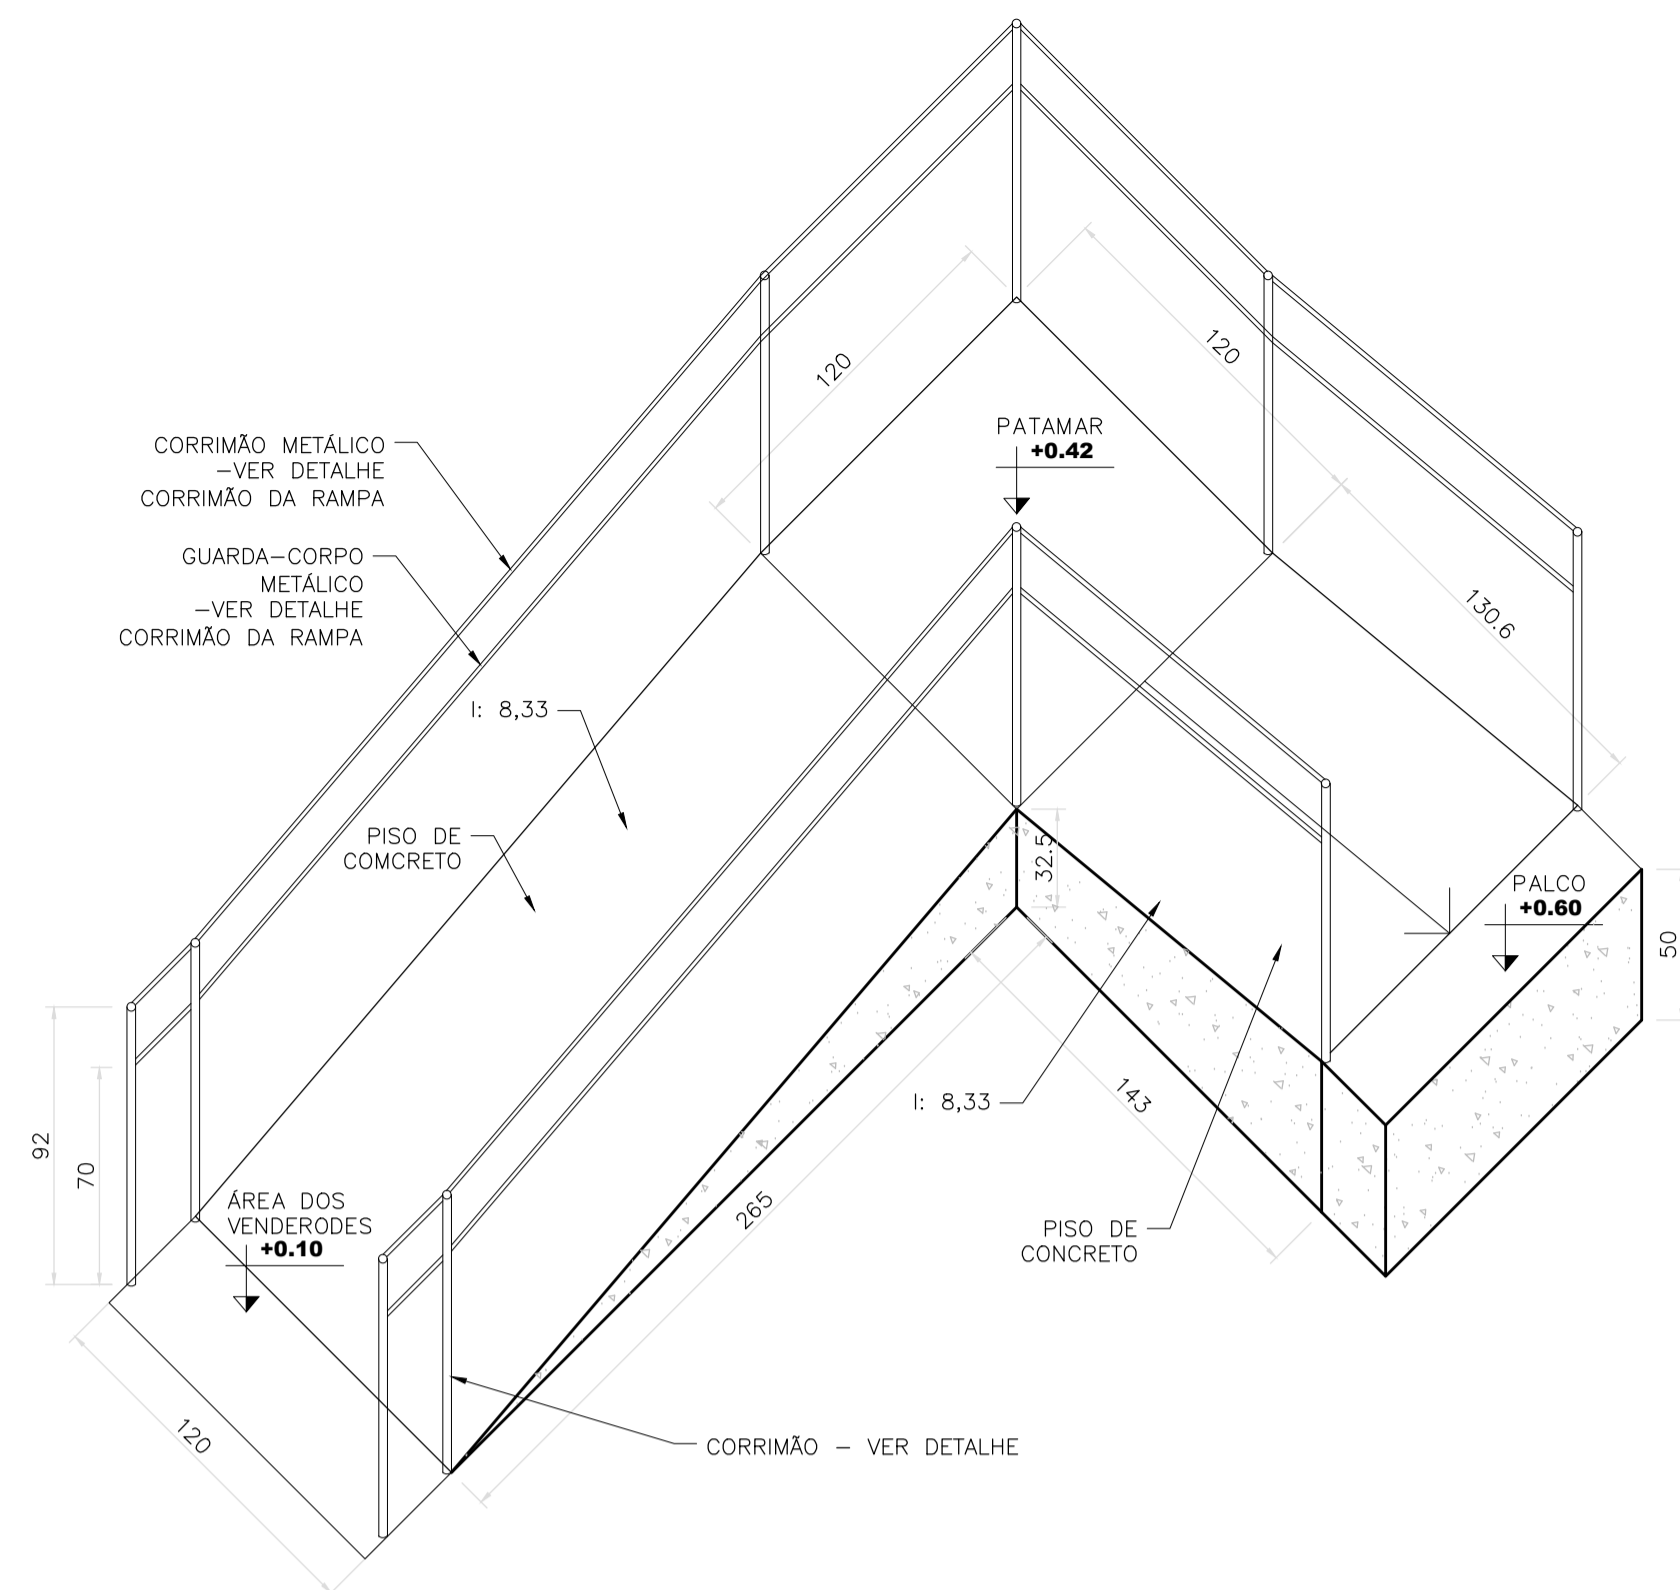 120
120
PATAMAR
+0.42
CORRIMÃO METÁLICO
-VER DETALHE
CORRIMÃO DA RAMPA
GUARDA-CORPO
METÁLICO
-VER DETALHE
CORRIMÃO DA RAMPA
130.6
I: 8,33
PISO DE
COMCRETO
32.5
PALCO
+0.60
50
I: 8,33
143
92
70
ÁREA DOS
VENDERODES
+0.10
265
PISO DE
CONCRETO
120
CORRIMÃO - VER DETALHE